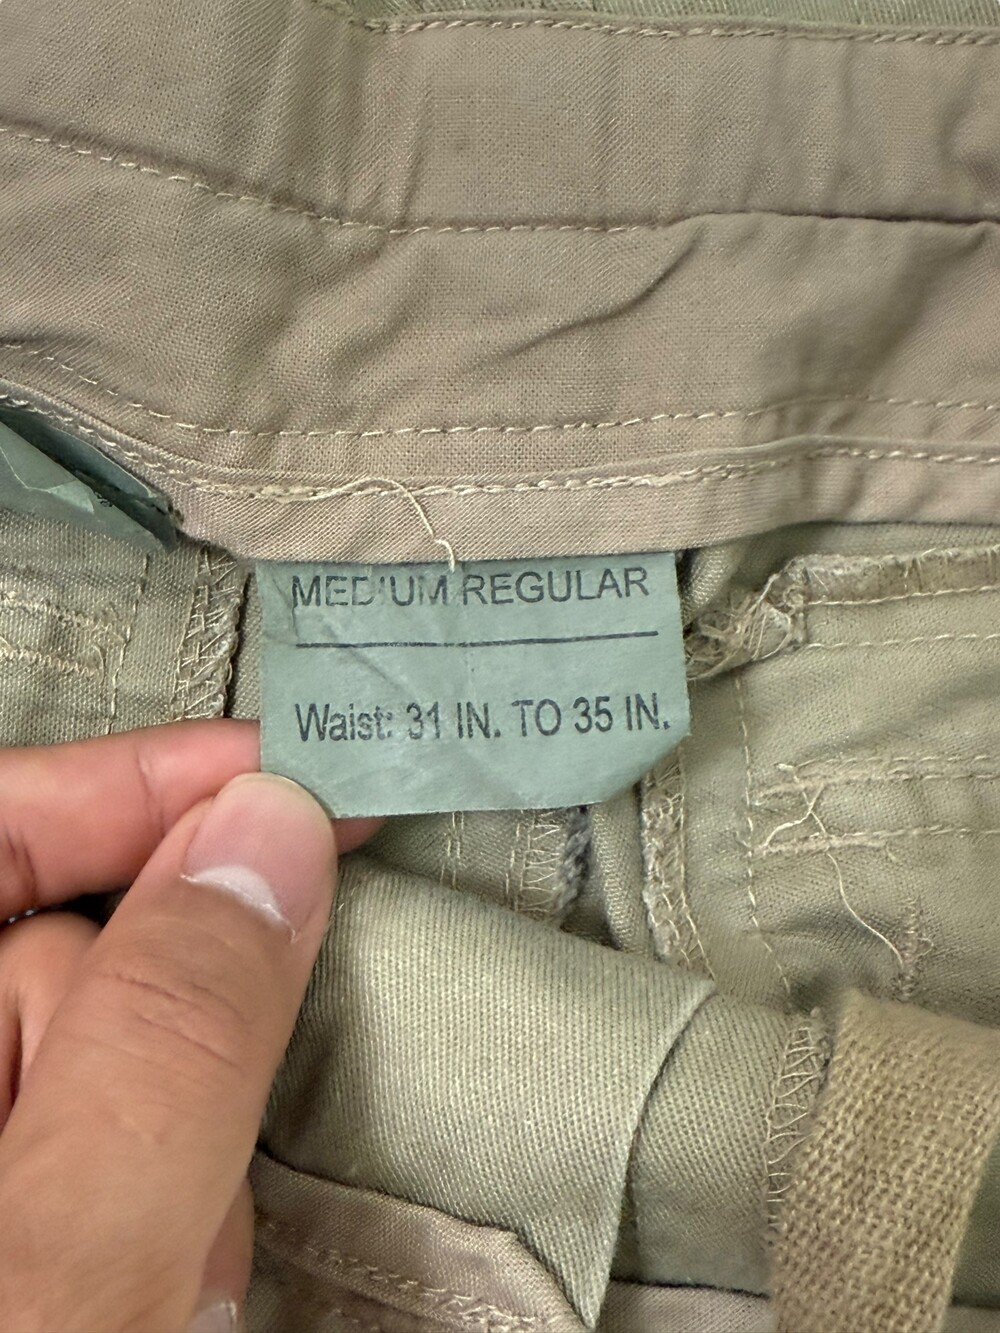 MEDIUM REGULAR
Waist: 31 IN. TO 35 IN.